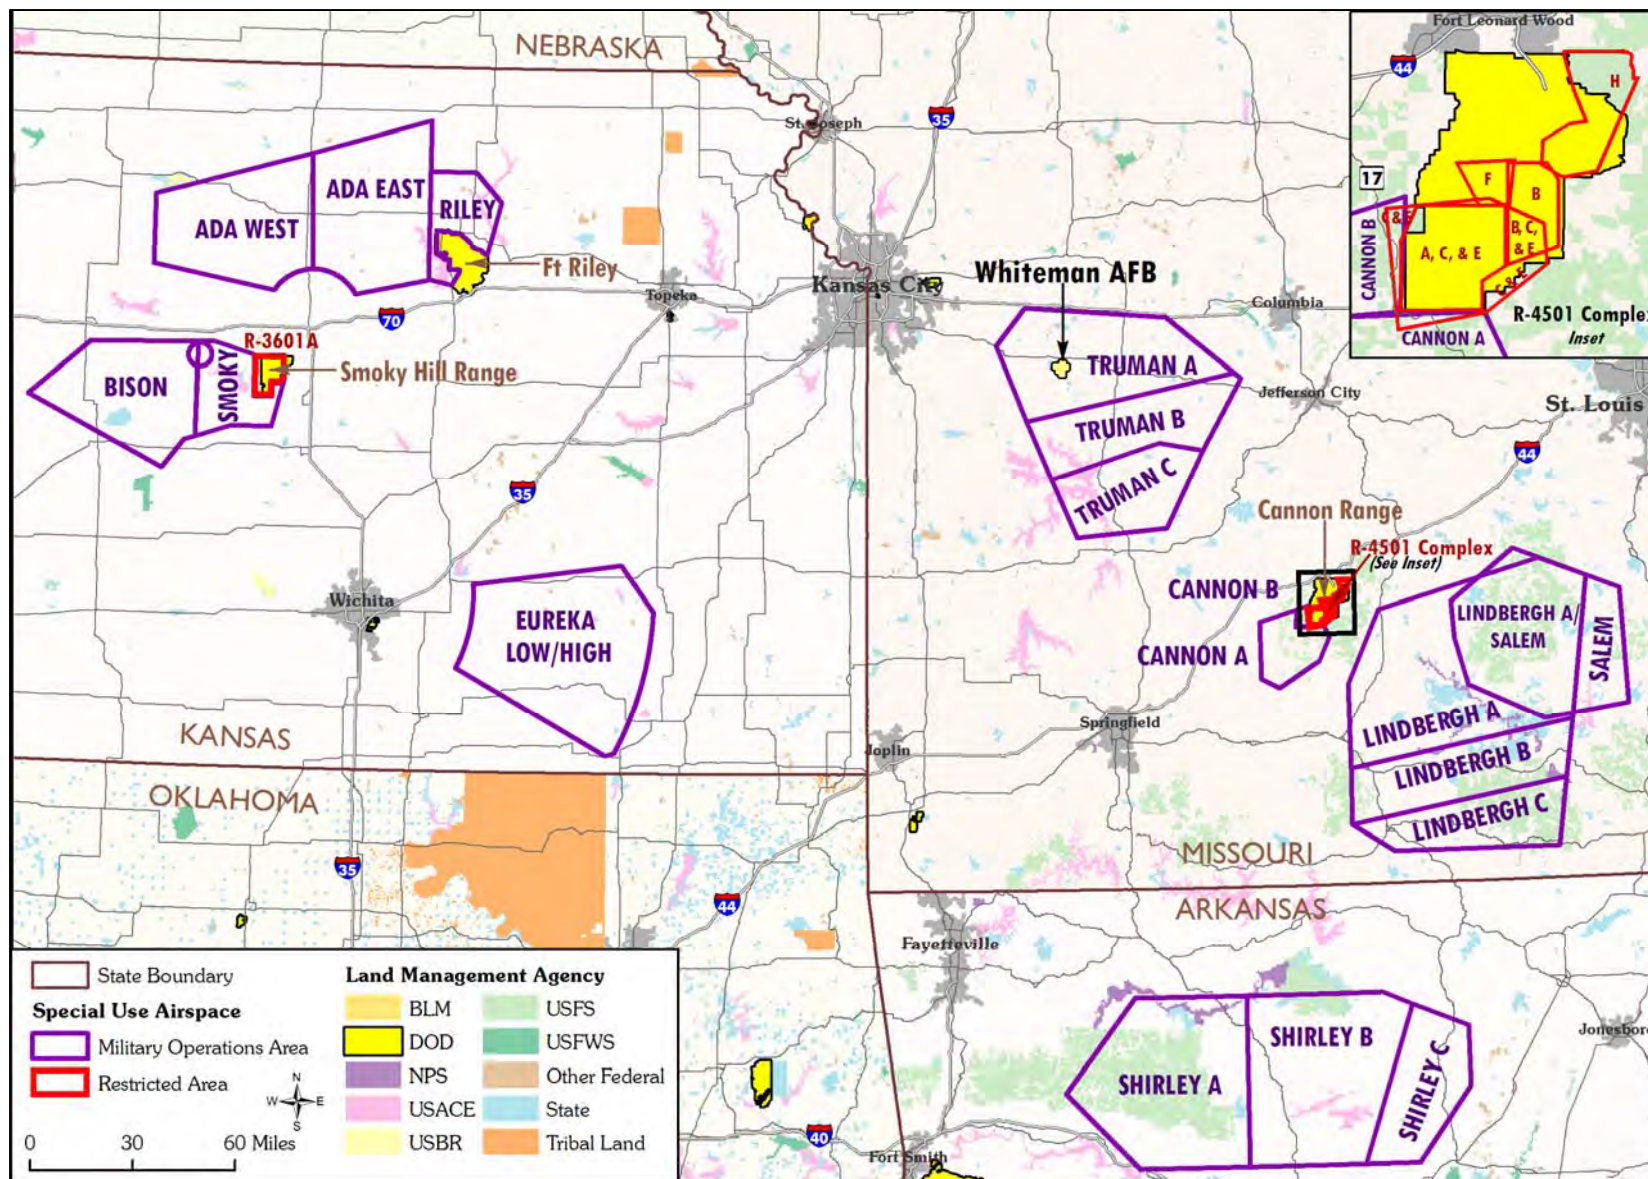 NEBRASKA
Fort Leonard Wood
44
H
35
St. Joseph
17
F
B
C & E
B, C,
& E
A, C, & E
C & E
CANNON B
R-4501 Complex
Inset
CANNON A
ADA EAST
ADA WEST
RILEY
Ft Riley
Topeka
Kansas City
Whiteman AFB
Columbia
70
R-3601A
Smoky Hill Range
BISON
SMOKY
TRUMAN A
TRUMAN B
TRUMAN C
Jefferson City
St. Louis
44
35
Cannon Range
R-4501 Complex
(See Inset)
CANNON B
CANNON A
Wichita
EUREKA
LOW/HIGH
LINDBERGH A/
SALEM
SALEM
LINDBERGH A
LINDBERGH B
LINDBERGH C
Springfield
Joplin
KANSAS
OKLAHOMA
MISSOURI
ARKANSAS
35
44
Fayetteville
SHIRLEY A
SHIRLEY B
SHIRLEY C
Jonesboro
40
Fort Smith
State Boundary
Special Use Airspace
Military Operations Area
Restricted Area
Land Management Agency
BLM
DOD
NPS
USACE
USBR
USFS
USFWS
Other Federal
State
Tribal Land
N
W
E
S
0 30 60 Miles